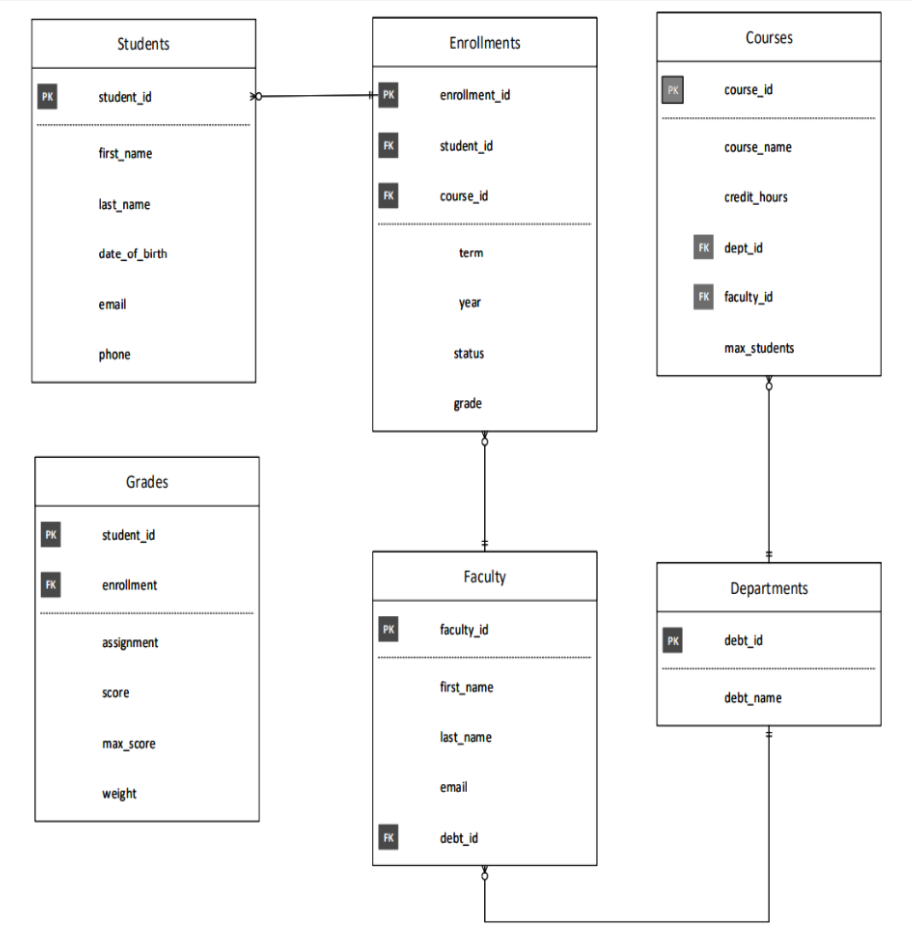 Students
PK student_id
first_name
last_name
date_of_birth
email
phone
Enrollments
PK enrollment_id
FK student_id
FK course_id
term
year
status
grade
Courses
PK course_id
course_name
credit_hours
FK dept_id
FK faculty_id
max_students
Grades
PK student_id
FK enrollment
assignment
score
max_score
weight
Faculty
PK faculty_id
first_name
last_name
email
FK debt_id
Departments
PK debt_id
debt_name